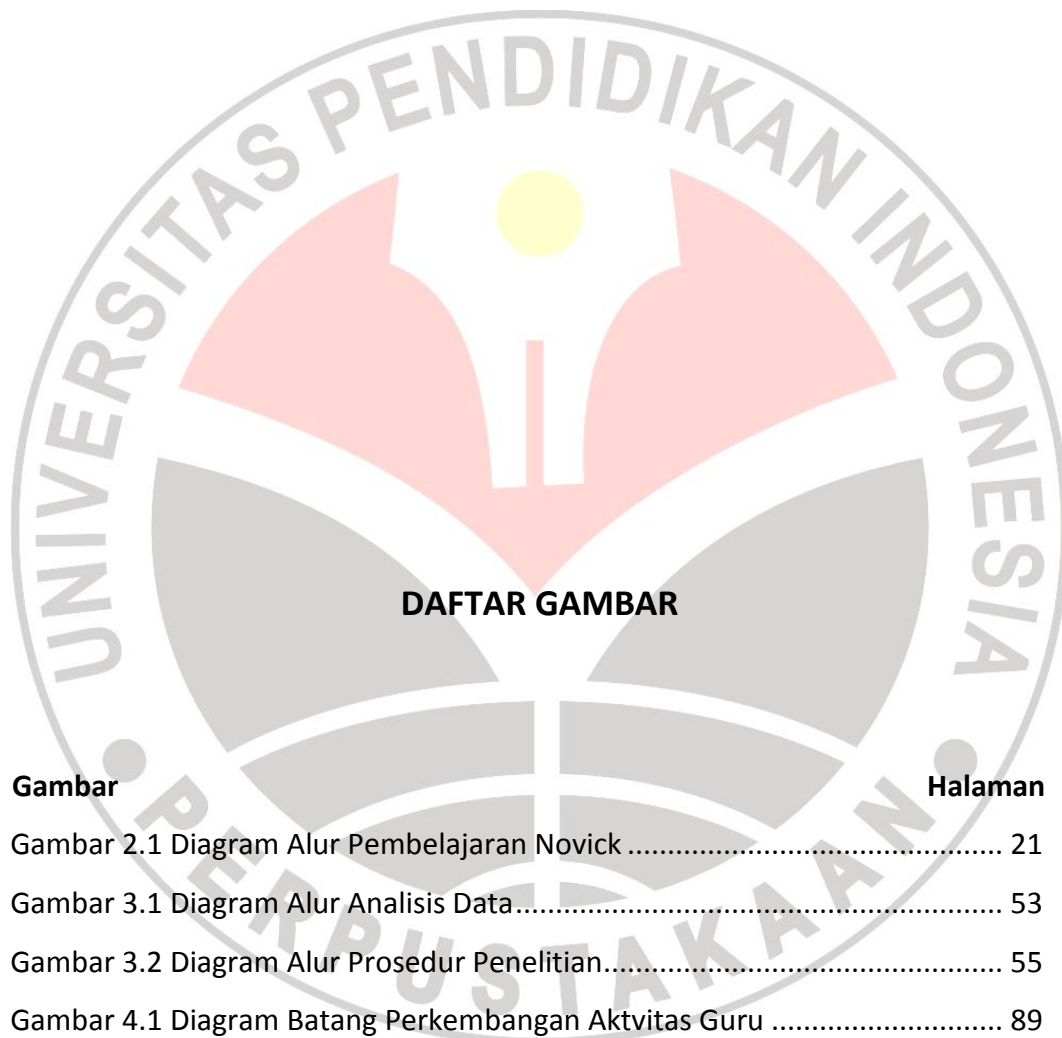 UNIVERSITAS PENDIDIKAN INDONESIA
PERPUSTAKAAN
DAFTAR GAMBAR
Gambar Halaman
Gambar 2.1 Diagram Alur Pembelajaran Novick ............................................. 21
Gambar 3.1 Diagram Alur Analisis Data........................................................... 53
Gambar 3.2 Diagram Alur Prosedur Penelitian................................................ 55
Gambar 4.1 Diagram Batang Perkembangan Aktvitas Guru ............................ 89